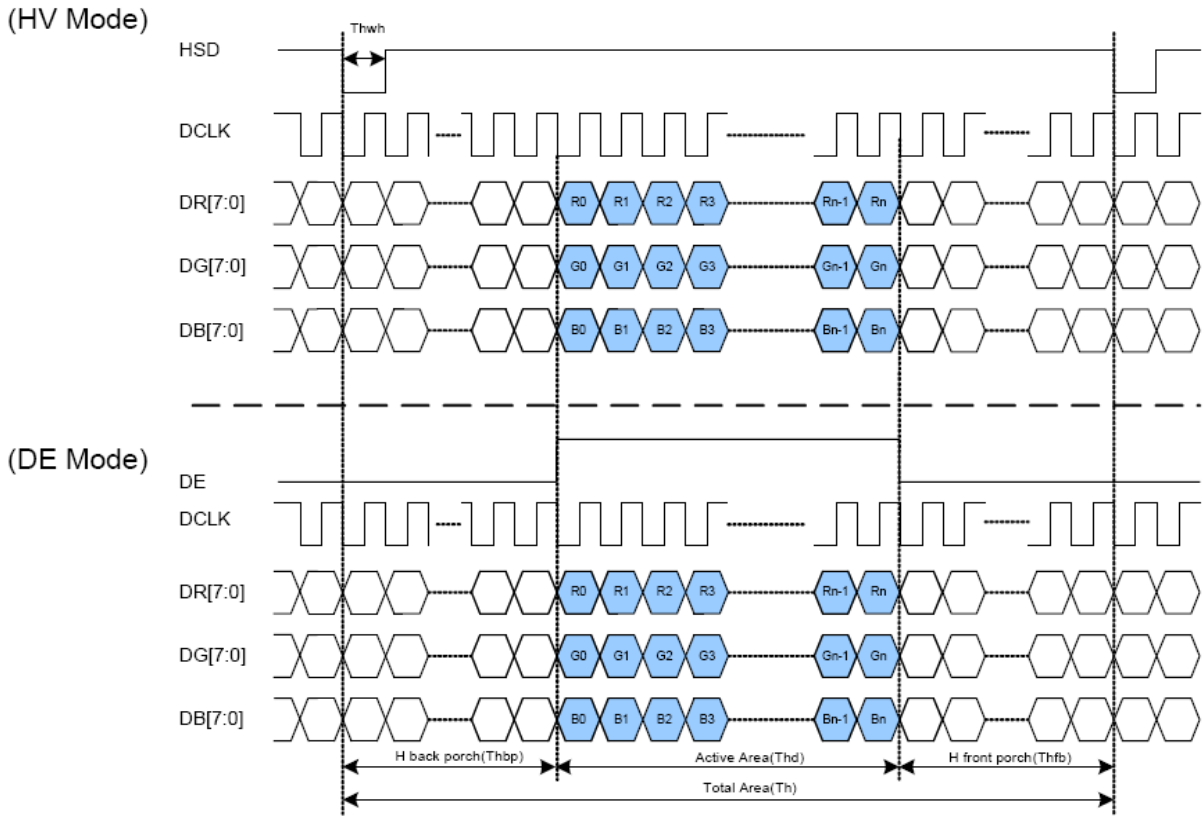 (HV Mode)
Thwh
HSD
DCLK
DR[7:0] R0 R1 R2 R3 Rn-1 Rn
DG[7:0] G0 G1 G2 G3 Gn-1 Gn
DB[7:0] B0 B1 B2 B3 Bn-1 Bn
(DE Mode)
DE
DCLK
DR[7:0] R0 R1 R2 R3 Rn-1 Rn
DG[7:0] G0 G1 G2 G3 Gn-1 Gn
DB[7:0] B0 B1 B2 B3 Bn-1 Bn
H back porch(Thbp) Active Area(Thd) H front porch(Thfb)
Total Area(Th)